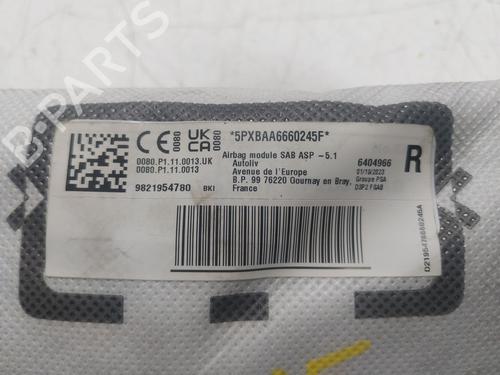 B
*5PXBAA6660245F*
CE 0080 UK CA 0080
0080.P1.11.0013.UK
0080.P1.11.0013
9821954780 BKI
Airbag module SAB ASP -5.1
Autoliv
Avenue de l'Europe
B.P. 99 76220 Gournay en Bray.
6404966
01/10/2023
Groupe PSA
R